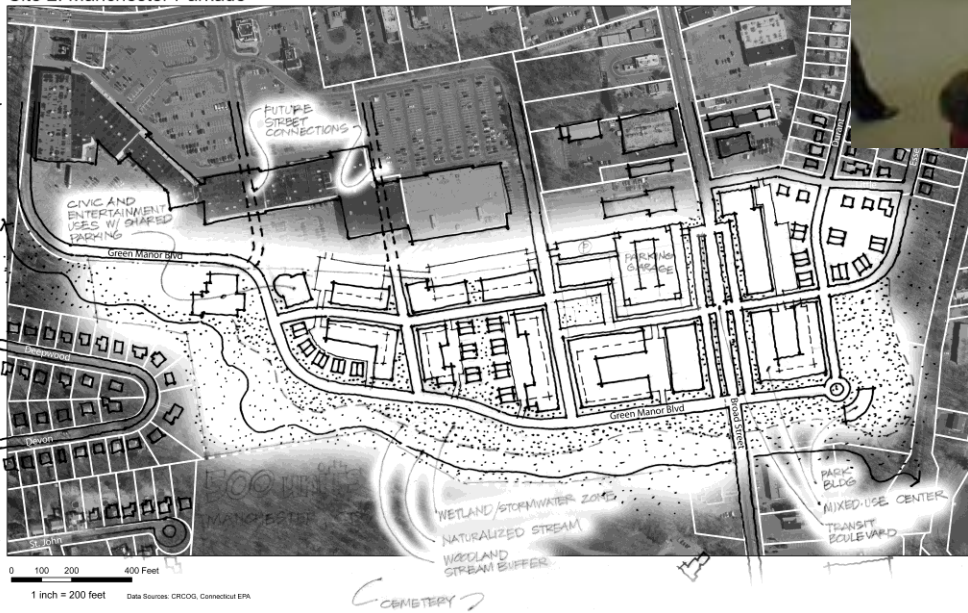 Site 2: Manchester Parkade
FUTURE
STREET
CONNECTIONS
CIVIC AND
ENTERTAINMENT
USES W/ SHARED
PARKING
Green Manor Blvd
PARKING
GARAGE
Durant
Deepwood
Devon
St. John
Green Manor Blvd
Broad Street
PARK
BLDG
MIXED-USE CENTER
TRANSIT
BOULEVARD
WETLAND/STORMWATER ZONE
NATURALIZED STREAM
WOODLAND
STREAM BUFFER
CEMETERY
0 100 200 400 Feet
1 inch = 200 feet
Data Sources: CRCOG, Connecticut EPA